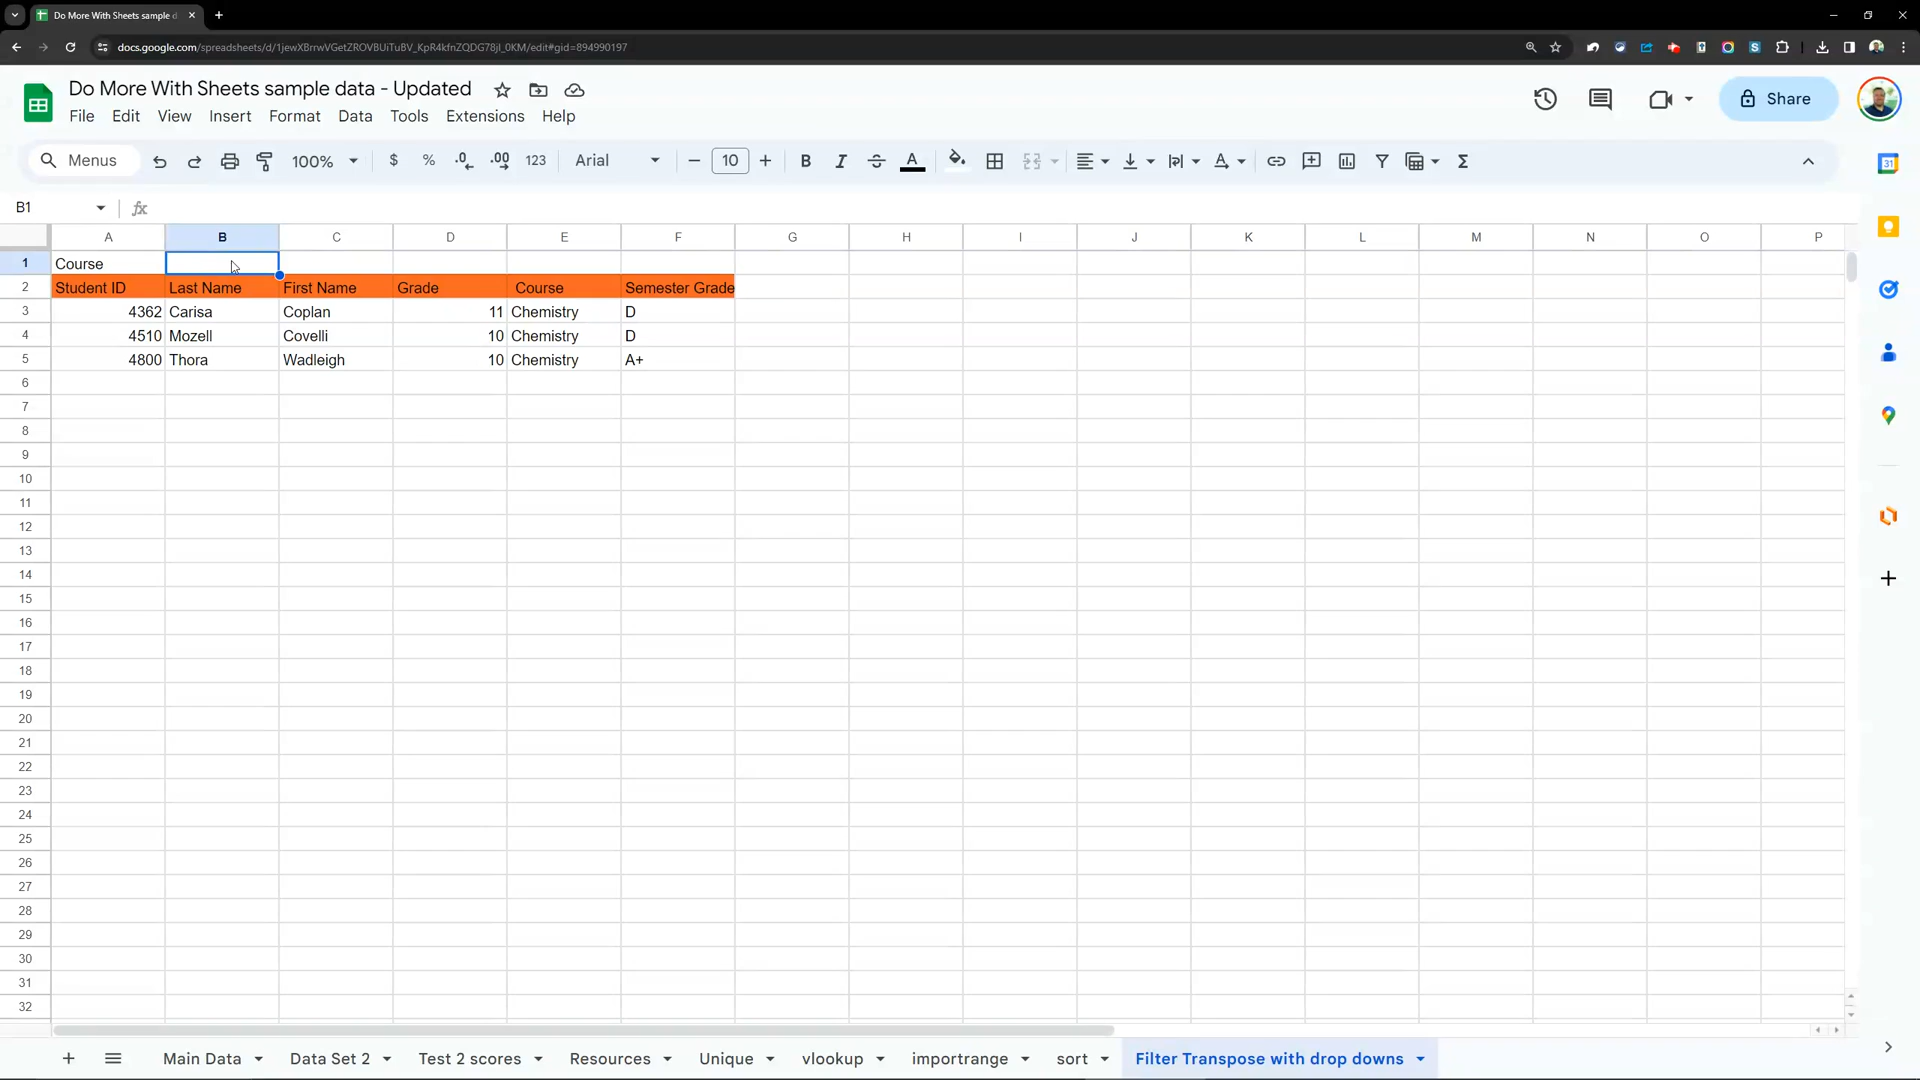 Do More With Sheets sample d
docs.google.com/spreadsheets/d/1jewXBrrwVGetZROVBUiTuBV_KpR4kfnZQDG78jl_0KM/edit#gid=894990197
Do More With Sheets sample data - Updated
Share
File Edit View Insert Format Data Tools Extensions Help
Menus 100% $ % .0 .00 123 Arial 10 B I S A Σ
31
B1 fx
A B C D E F G H I J K L M N O P
1 Course
2 Student ID Last Name First Name Grade Course Semester Grade
3 4362 Carisa Coplan 11 Chemistry D
4 4510 Mozell Covelli 10 Chemistry D
5 4800 Thora Wadleigh 10 Chemistry A+
6
7
8
9
10
11
12
13
14
15
16
17
18
19
20
21
22
23
24
25
26
27
28
29
30
31
32
Main Data Data Set 2 Test 2 scores Resources Unique vlookup importrange sort Filter Transpose with drop downs